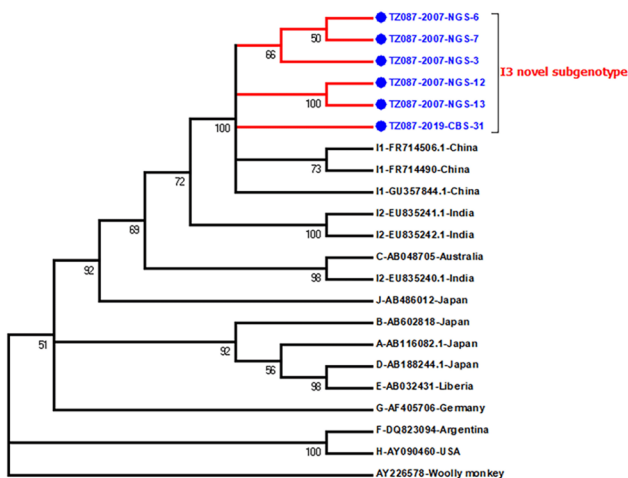 TZ087-2007-NGS-6
50
TZ087-2007-NGS-7
66
TZ087-2007-NGS-3
I3 novel subgenotype
TZ087-2007-NGS-12
100
TZ087-2007-NGS-13
100
TZ087-2019-CBS-31
I1-FR714506.1-China
73
I1-FR714490-China
72
I1-GU357844.1-China
I2-EU835241.1-India
69
100
I2-EU835242.1-India
C-AB048705-Australia
92
98
I2-EU835240.1-India
J-AB486012-Japan
B-AB602818-Japan
51
92
A-AB116082.1-Japan
56
D-AB188244.1-Japan
98
E-AB032431-Liberia
G-AF405706-Germany
F-DQ823094-Argentina
100
H-AY090460-USA
AY226578-Woolly monkey